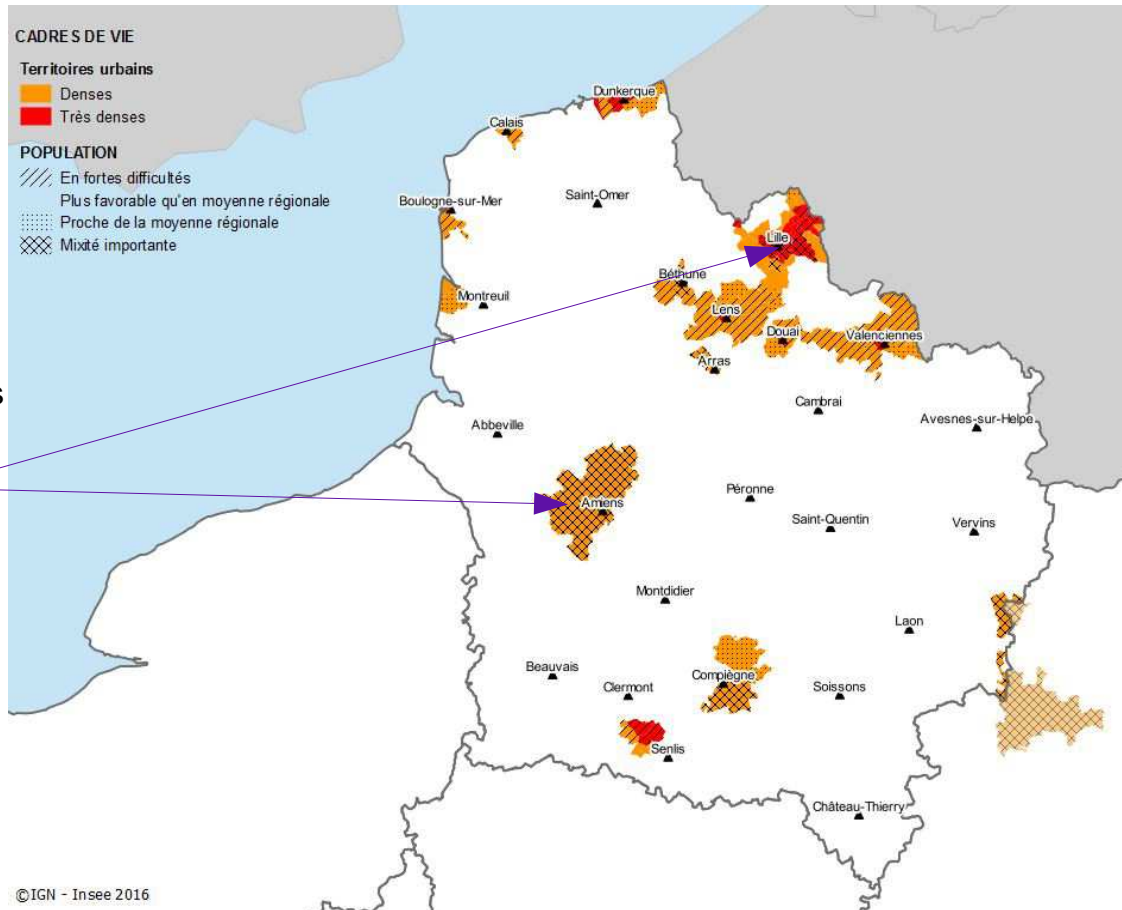 CADRES DE VIE
Territoires urbains
Denses
Très denses
POPULATION
En fortes difficultés
Plus favorable qu'en moyenne régionale
Proche de la moyenne régionale
Mixité importante
Dunkerque
Calais
Saint-Omer
Boulogne-sur-Mer
Lille
Béthune
Montreuil
Lens
Douai
Valenciennes
Arras
s
Cambrai
Abbeville
Avesnes-sur-Helpe
Péronne
Amiens
Saint-Quentin
Vervins
Montdidier
Laon
Beauvais
Clermont
Compiègne
Soissons
Senlis
Château-Thierry
©IGN - Insee 2016